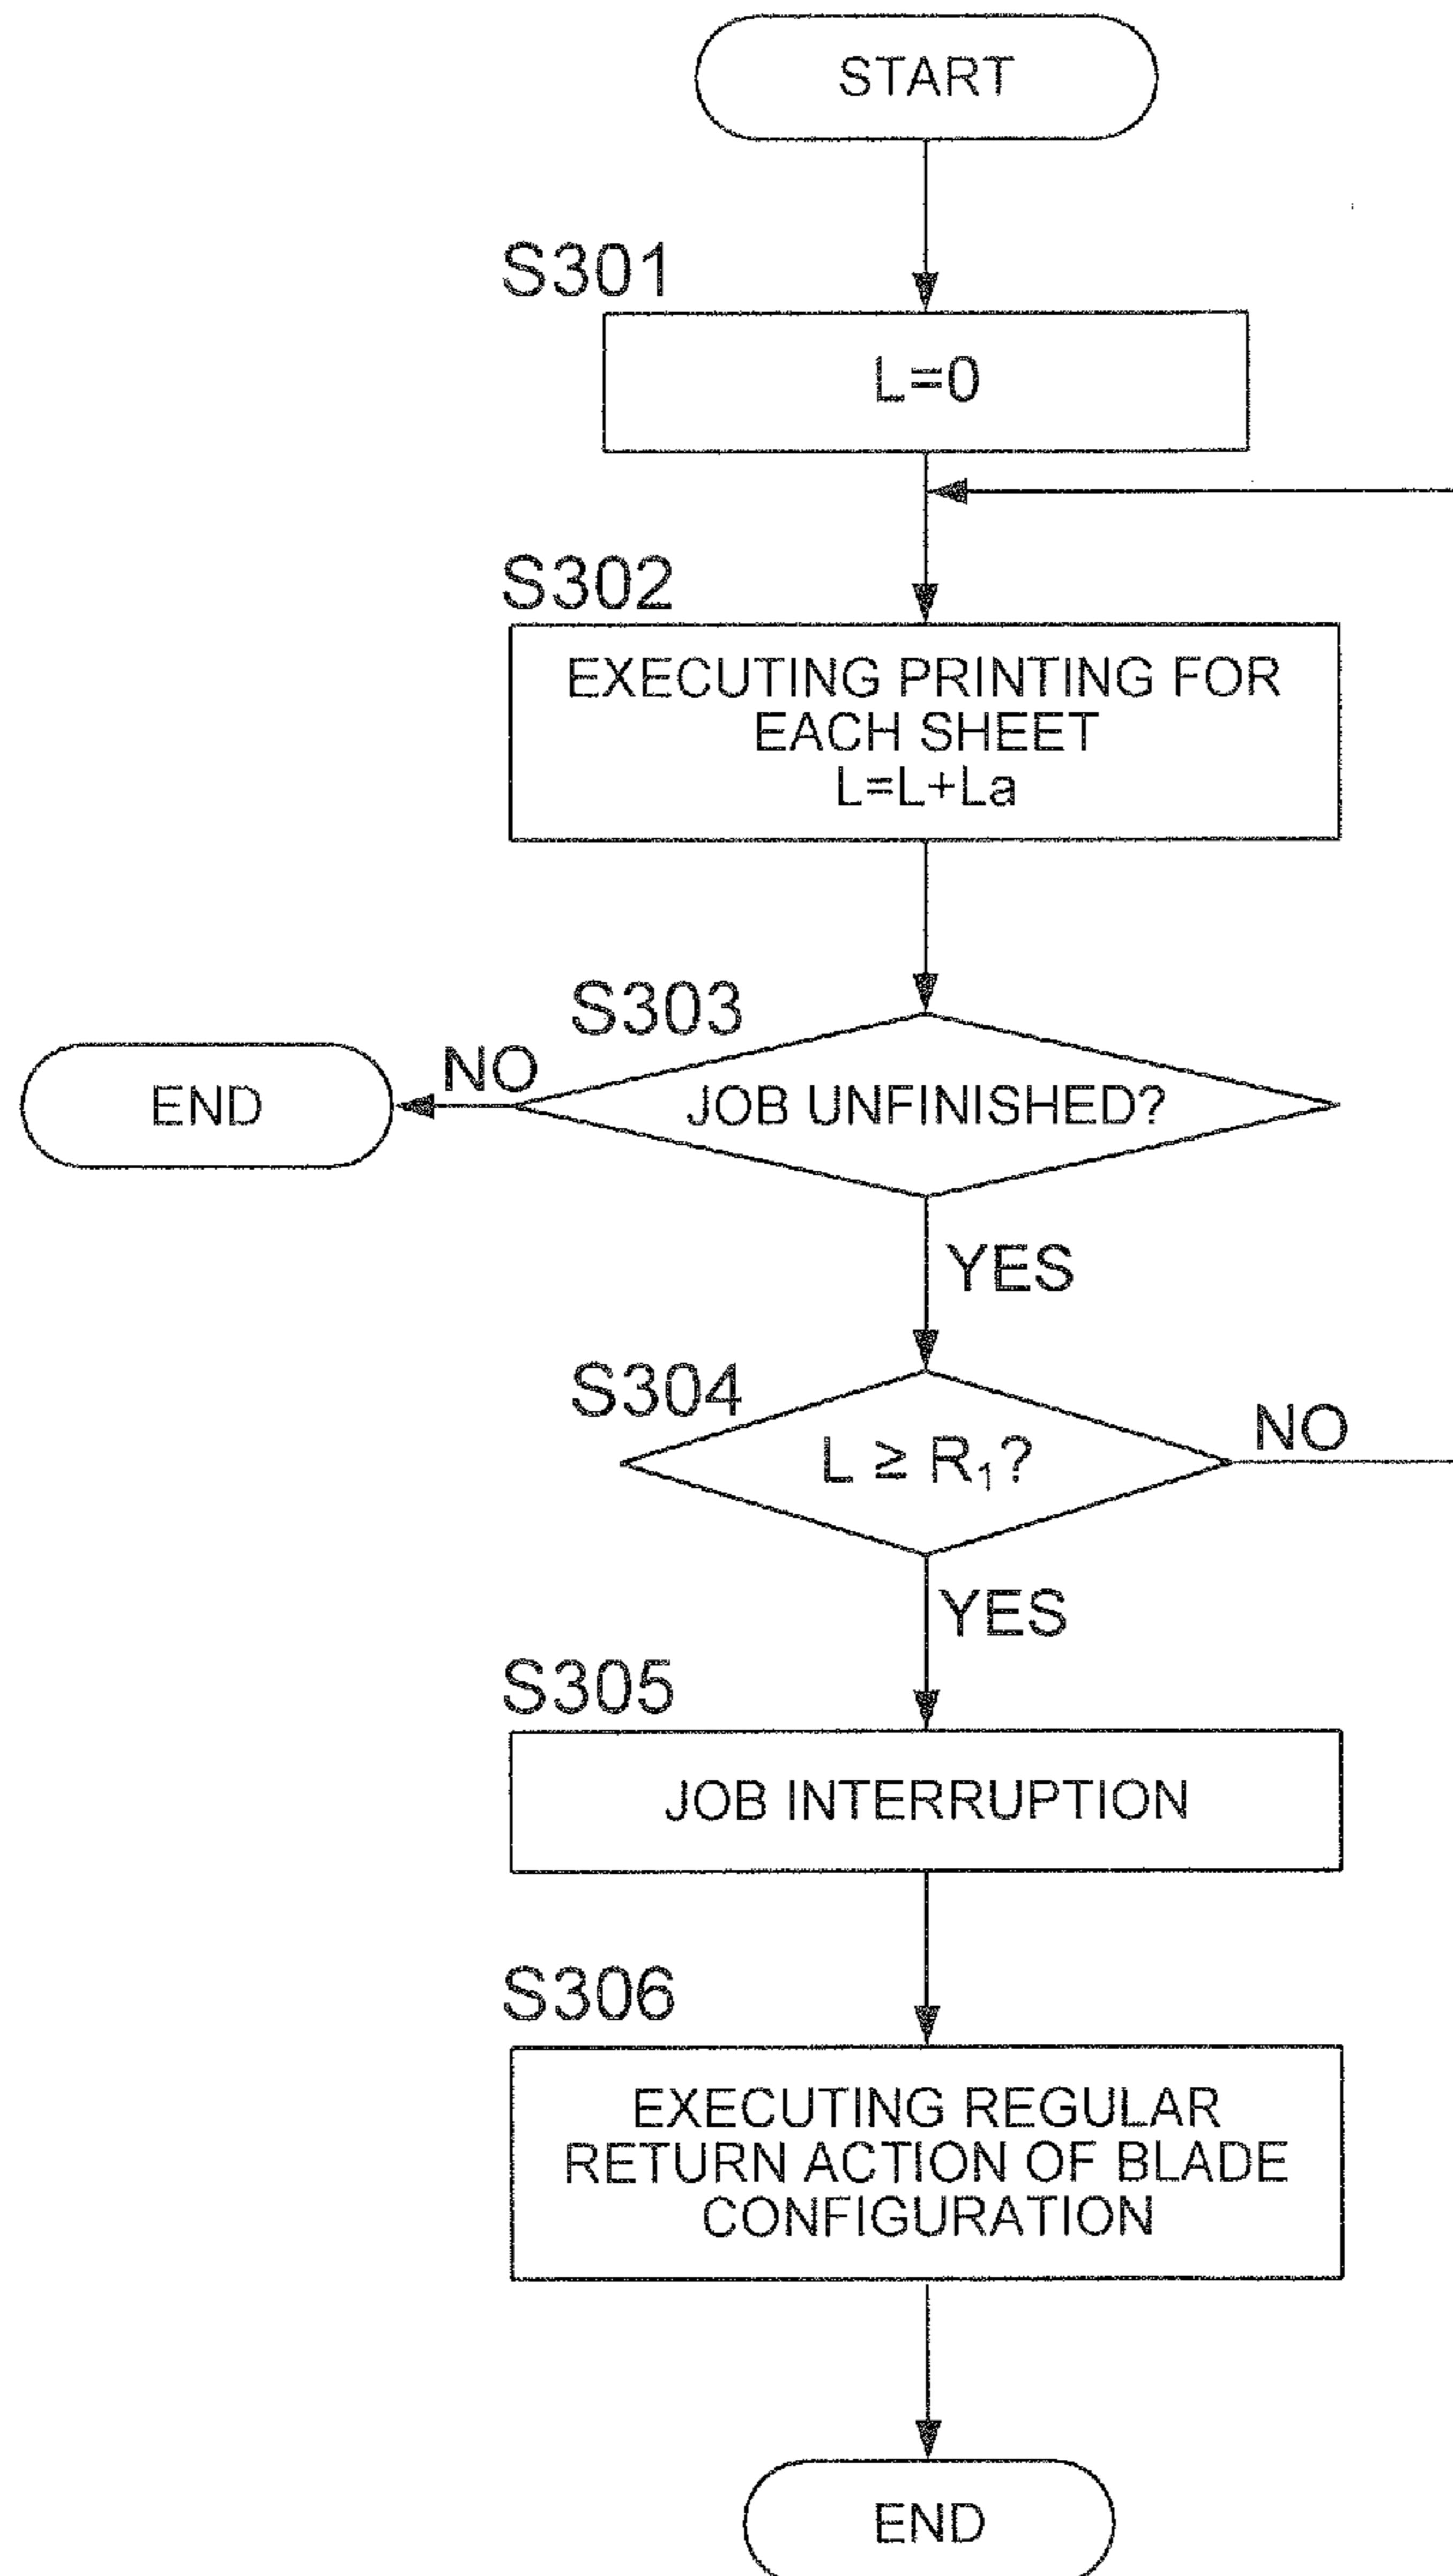 START
S301
L=0
S302
EXECUTING PRINTING FOR
EACH SHEET
L=L+La
S303
JOB UNFINISHED?
NO
END
YES
S304
L ≥ R₁?
NO
YES
S305
JOB INTERRUPTION
S306
EXECUTING REGULAR
RETURN ACTION OF BLADE
CONFIGURATION
END